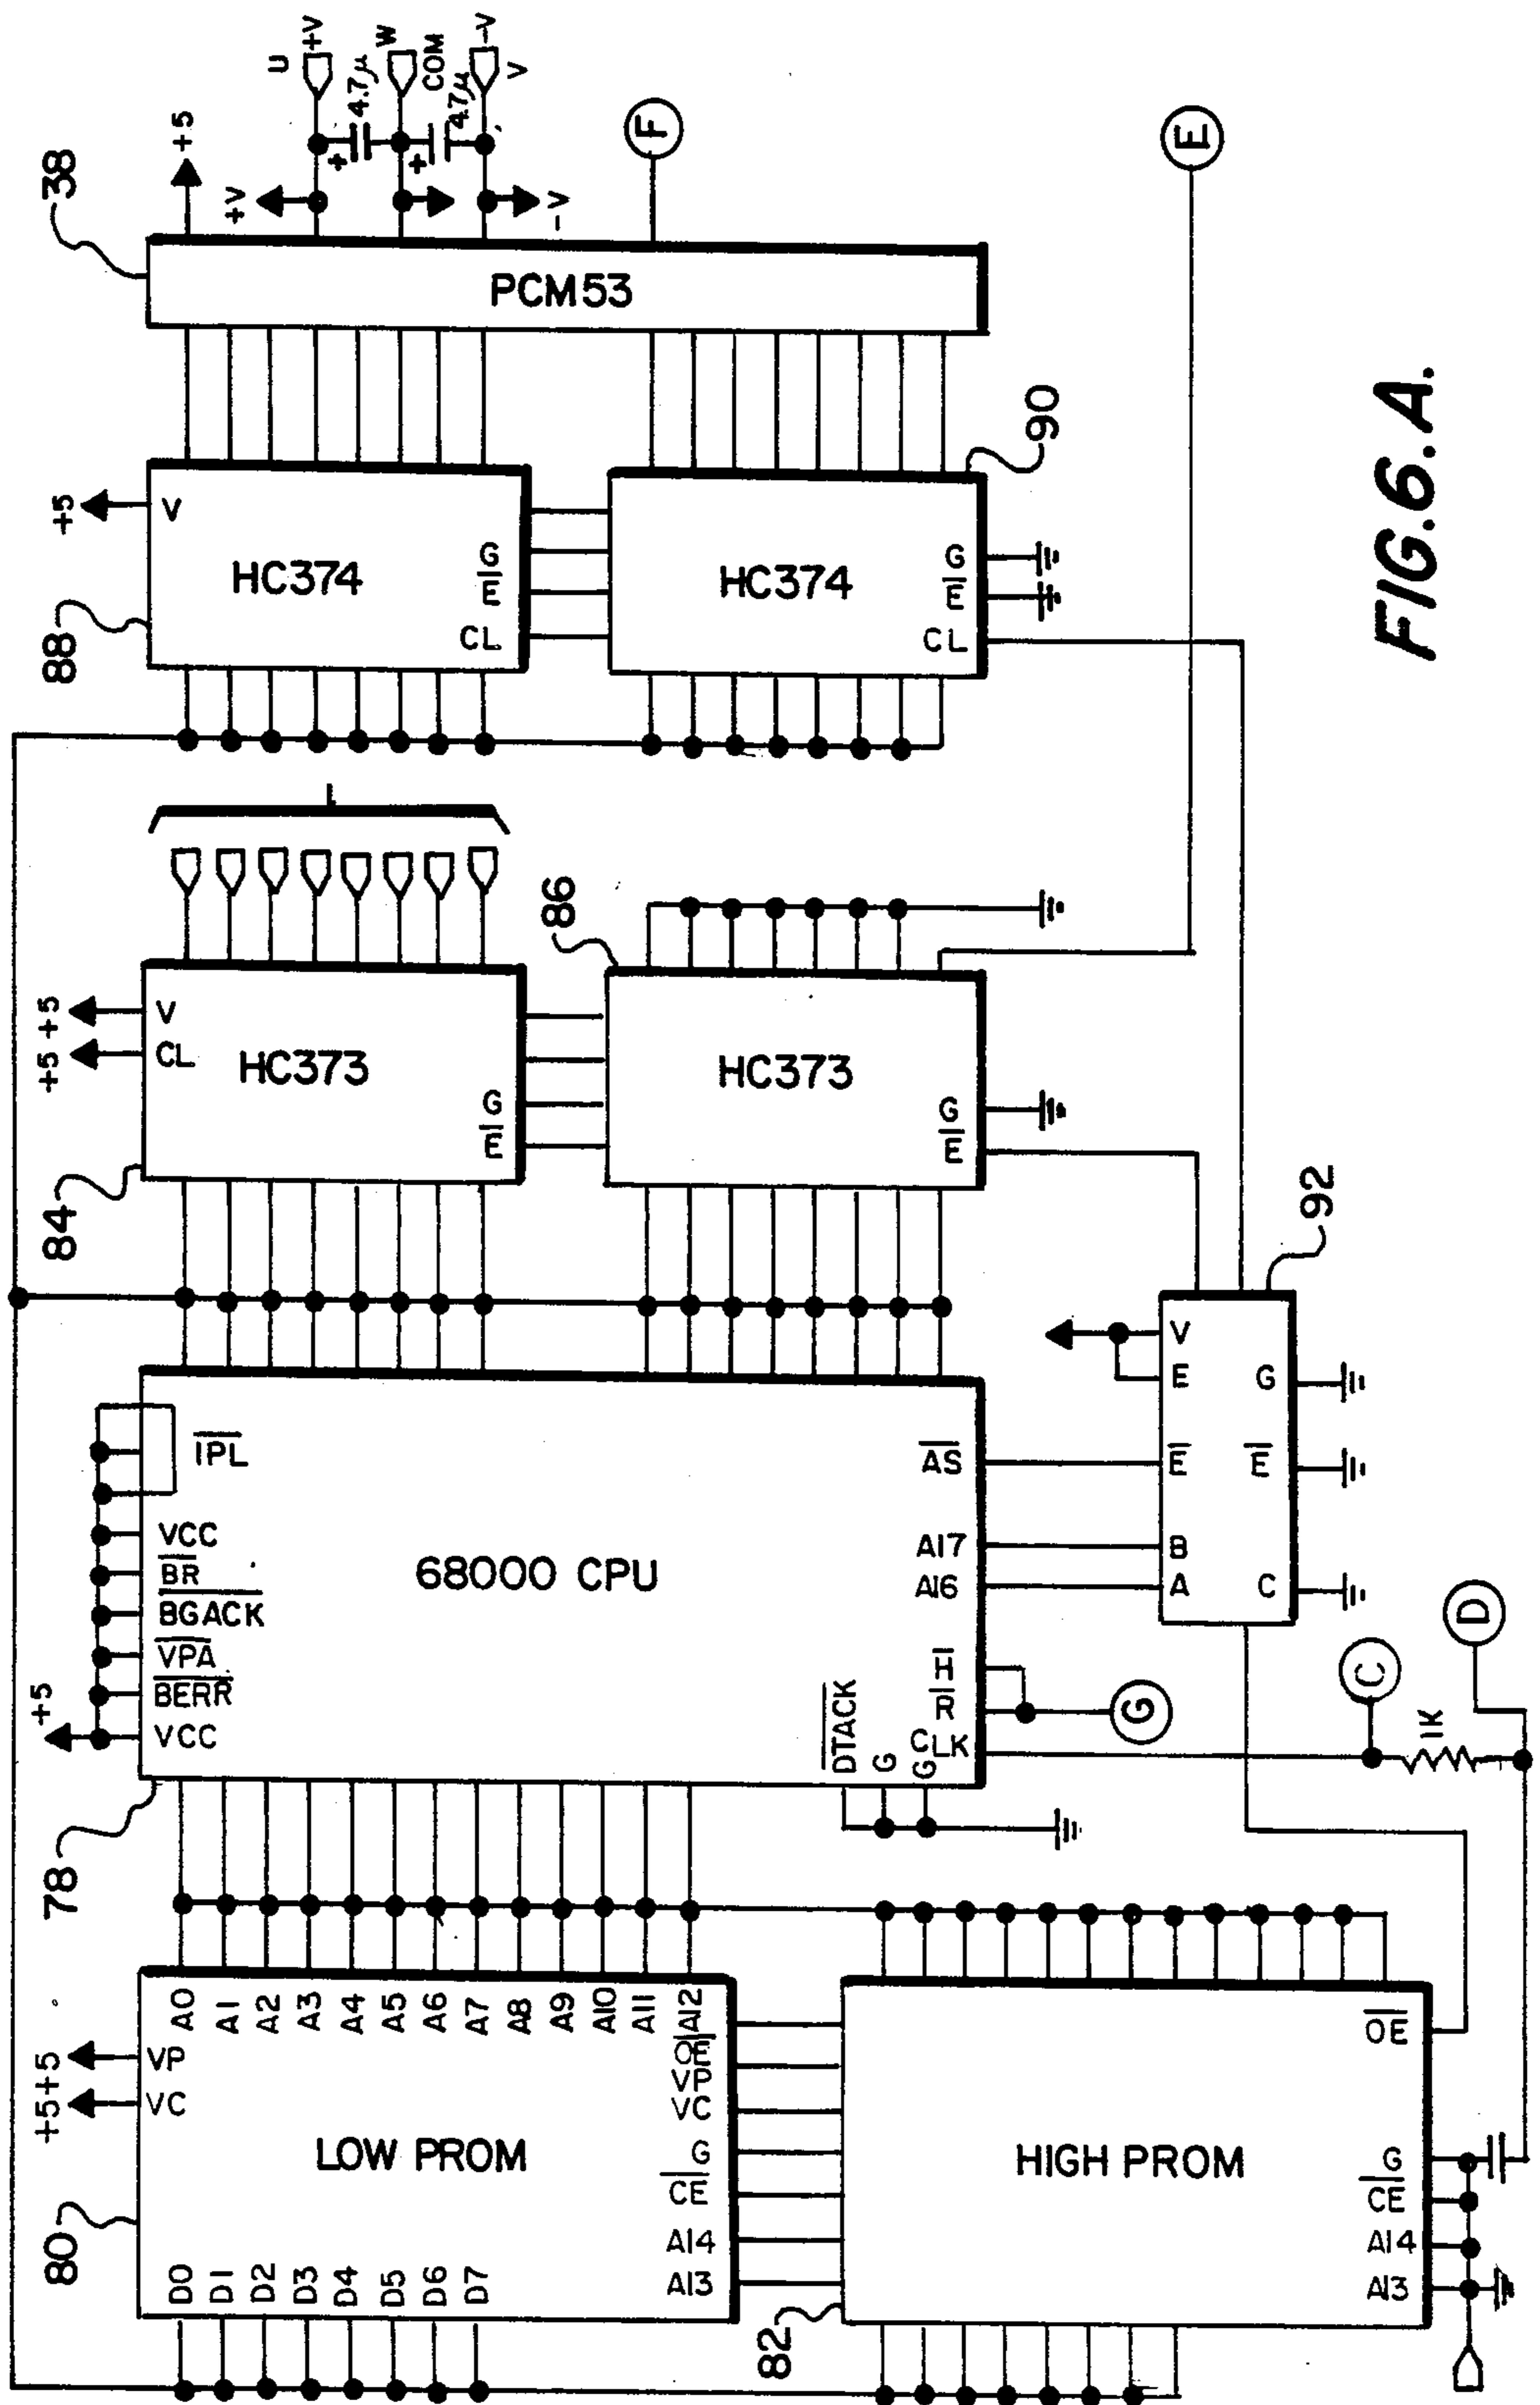 38
+5
U
+V
+V
4.7μ
W
COM
4.7μ
-V
V
-V
PCM53
F
E
88
+5
V
HC374
G
E
CL
HC374
G
E
CL
90
L
84
+5 +5
V
CL
HC373
G
E
86
HC373
G
E
92
V
E
G
E
E
B
A
C
78
+5
IPL
VCC
BR
BGACK
VPA
BERR
VCC
68000 CPU
AS
A17
A16
H
R
CLK
DTACK
G
G
G
C
1K
D
80
+5 +5
VP
VC
A0
A1
A2
A3
A4
A5
A6
A7
A8
A9
A10
A11
A12
OE
VP
VC
G
CE
A14
A13
LOW PROM
D0
D1
D2
D3
D4
D5
D6
D7
82
HIGH PROM
OE
G
CE
A14
A13
FIG.6.A.